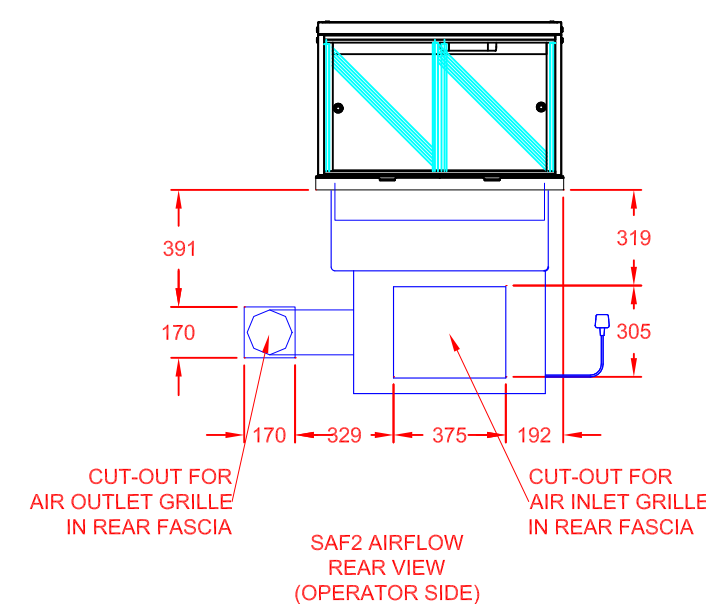 391
319
170
305
170
329
375
192
CUT-OUT FOR
AIR OUTLET GRILLE
IN REAR FASCIA
CUT-OUT FOR
AIR INLET GRILLE
IN REAR FASCIA
SAF2 AIRFLOW
REAR VIEW
(OPERATOR SIDE)